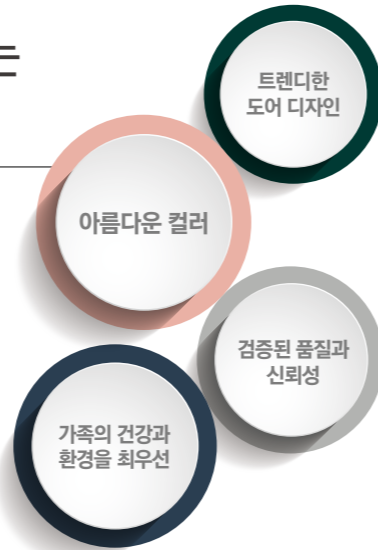 는
트렌디한
도어 디자인
아름다운 컬러
검증된 품질과
신뢰성
가족의 건강과
환경을 최우선